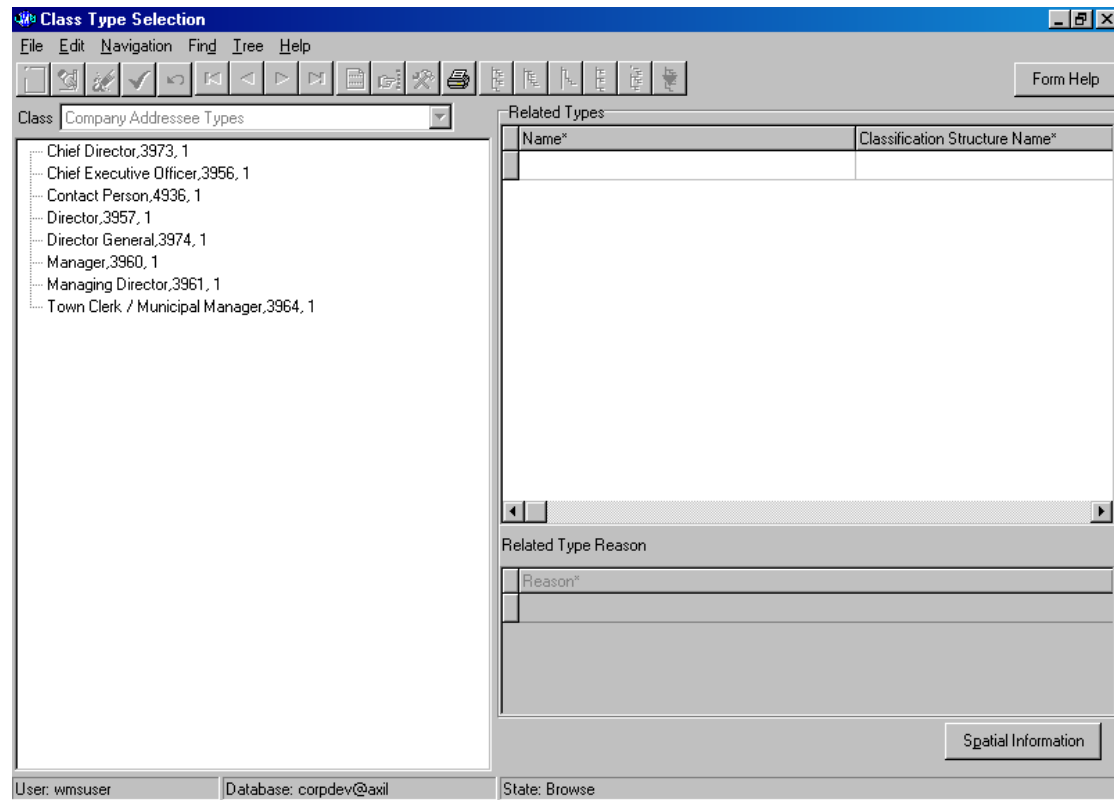 Class Type Selection
File Edit Navigation Find Tree Help
Form Help
Class Company Addressee Types
Chief Director,3973, 1
Chief Executive Officer,3956, 1
Contact Person,4936, 1
Director,3957, 1
Director General,3974, 1
Manager,3960, 1
Managing Director,3961, 1
Town Clerk / Municipal Manager,3964, 1
Related Types
Name* Classification Structure Name*
Related Type Reason
Reason*
Spatial Information
User: wmsuser Database: corpdev@axil State: Browse